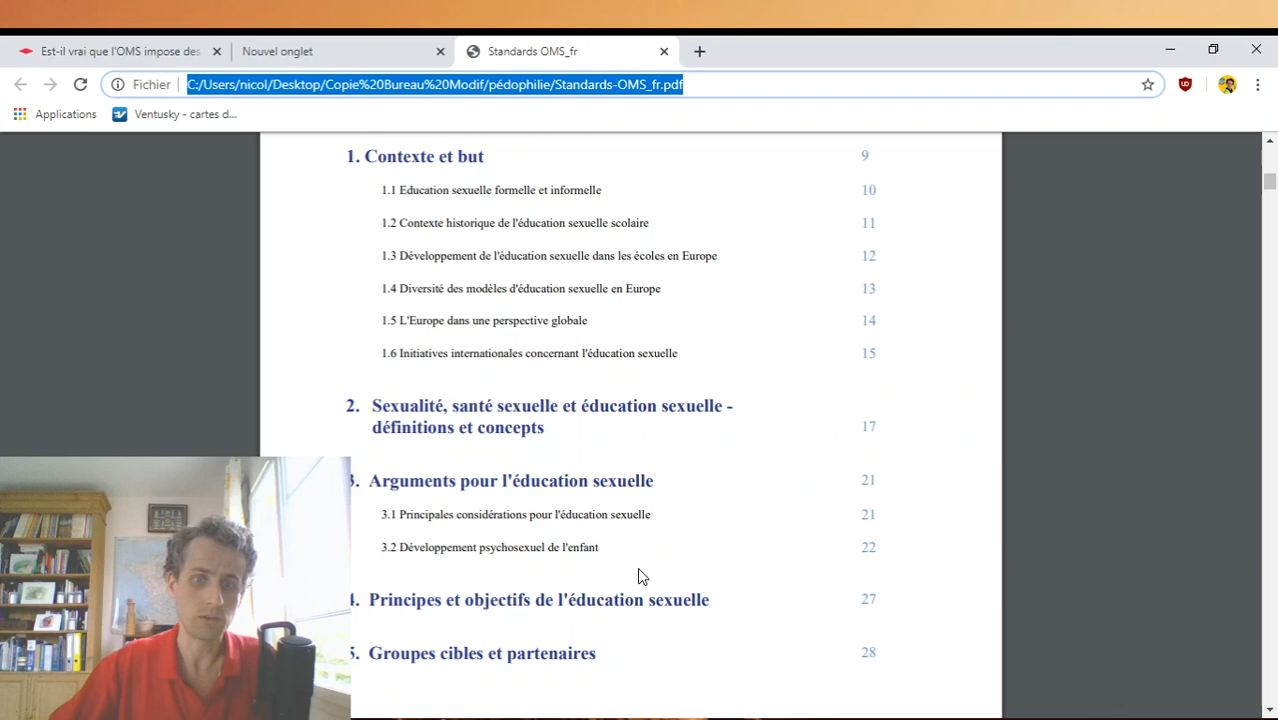 Est-il vrai que l'OMS impose des
Nouvel onglet
Standards OMS_fr
Fichier
C:/Users/nicol/Desktop/Copie%20Bureau%20Modif/pédophilie/Standards-OMS_fr.pdf
Applications
Ventusky - cartes d...
1. Contexte et but 9
1.1 Education sexuelle formelle et informelle 10
1.2 Contexte historique de l'éducation sexuelle scolaire 11
1.3 Développement de l'éducation sexuelle dans les écoles en Europe 12
1.4 Diversité des modèles d'éducation sexuelle en Europe 13
1.5 L'Europe dans une perspective globale 14
1.6 Initiatives internationales concernant l'éducation sexuelle 15
2. Sexualité, santé sexuelle et éducation sexuelle -
définitions et concepts 17
3. Arguments pour l'éducation sexuelle 21
3.1 Principales considérations pour l'éducation sexuelle 21
3.2 Développement psychosexuel de l'enfant 22
4. Principes et objectifs de l'éducation sexuelle 27
5. Groupes cibles et partenaires 28